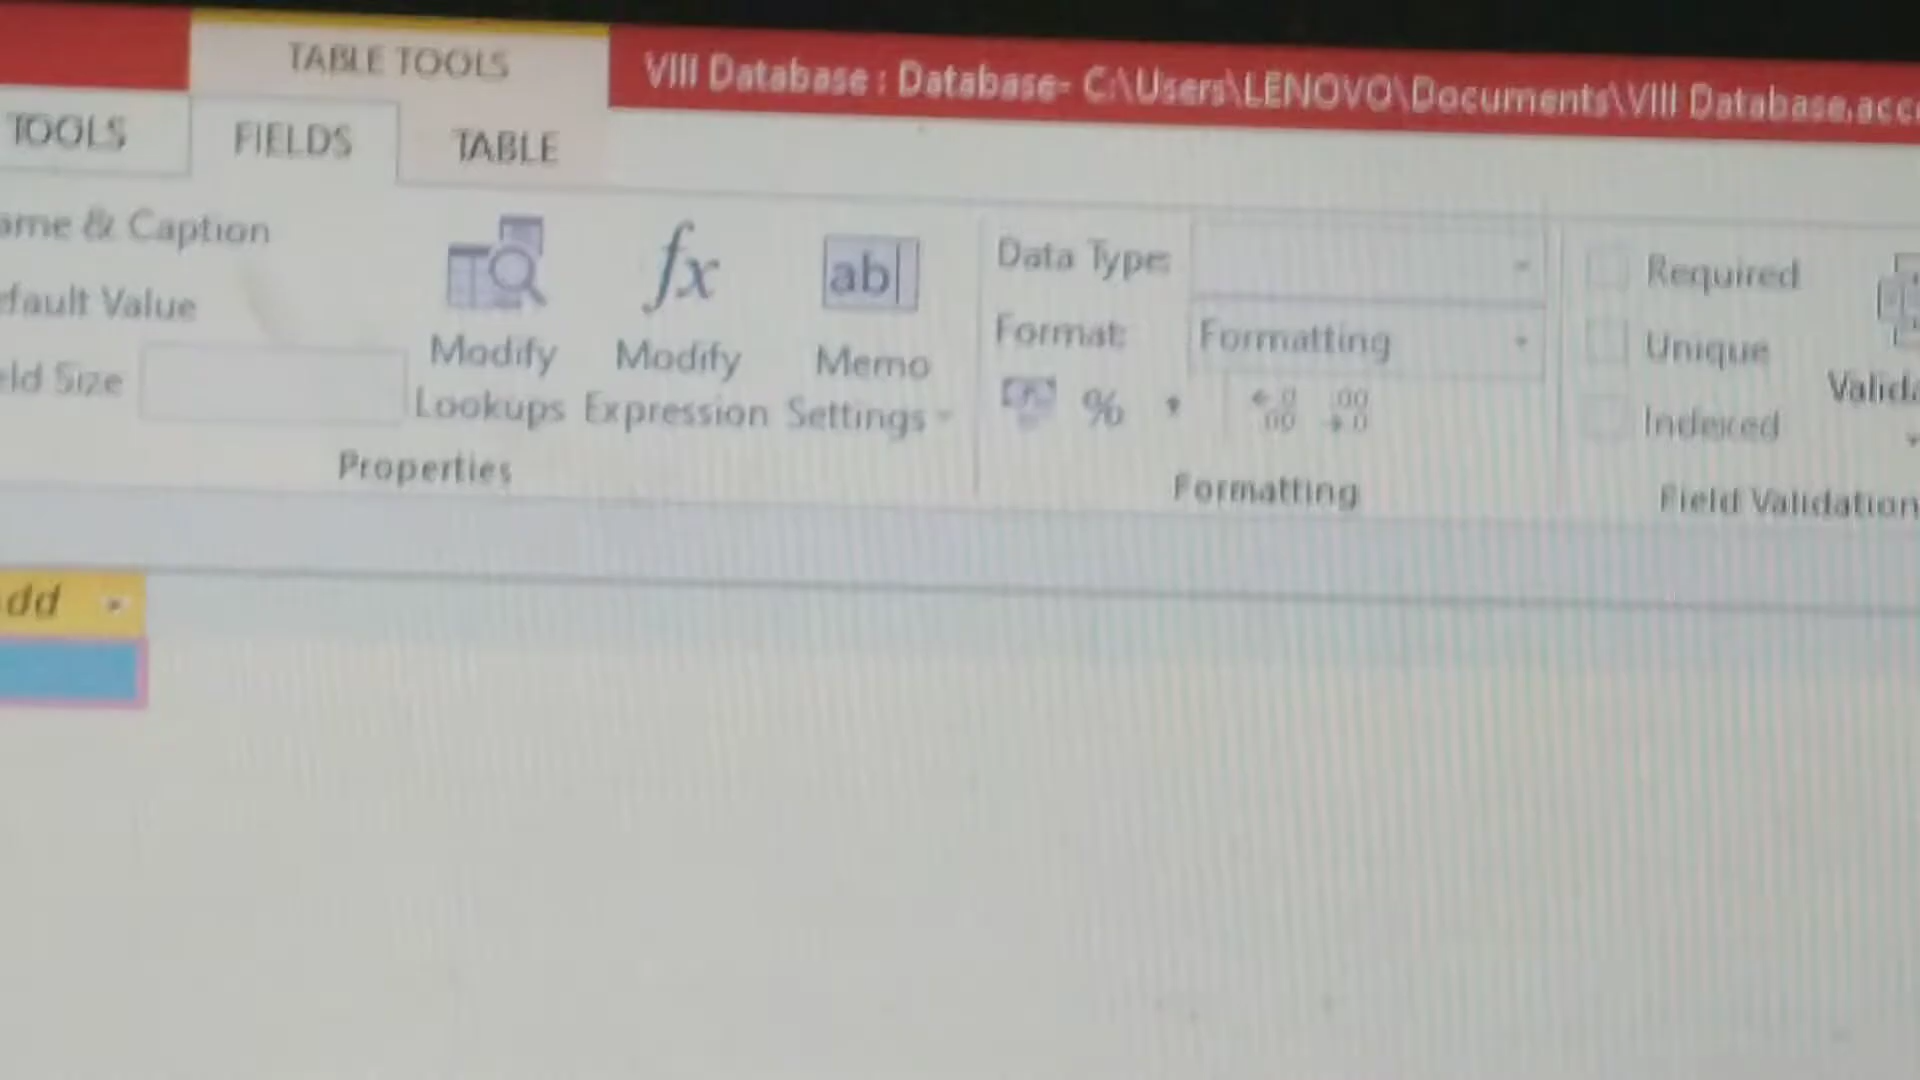 TABLE TOOLS
VIII Database : Database- C:\Users\LENOVO\Documents\VIII Database.acc
TOOLS
FIELDS
TABLE
ame & Caption
fault Value
eld Size
Modify
Lookups
Modify
Expression
ab|
Memo
Settings
Properties
Data Type:
Format:
Formatting
%
Formatting
Required
Unique
Indexed
Valida
Field Validation
dd